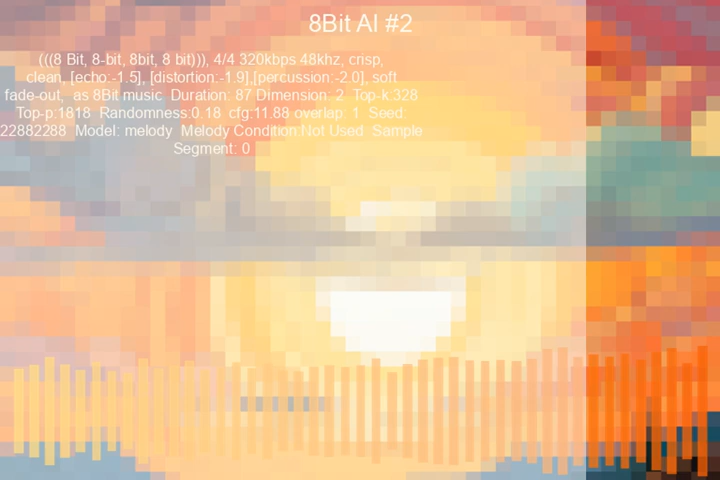 8Bit AI #2
(((8 Bit, 8-bit, 8bit, 8 bit))), 4/4 320kbps 48khz, crisp,
clean, [echo:-1.5], [distortion:-1.9],[percussion:-2.0], soft
fade-out,  as 8Bit music  Duration: 87 Dimension: 2  Top-k:328
Top-p:1818  Randomness:0.18  cfg:11.88 overlap: 1  Seed:
22882288  Model: melody  Melody Condition:Not Used  Sample
Segment: 0